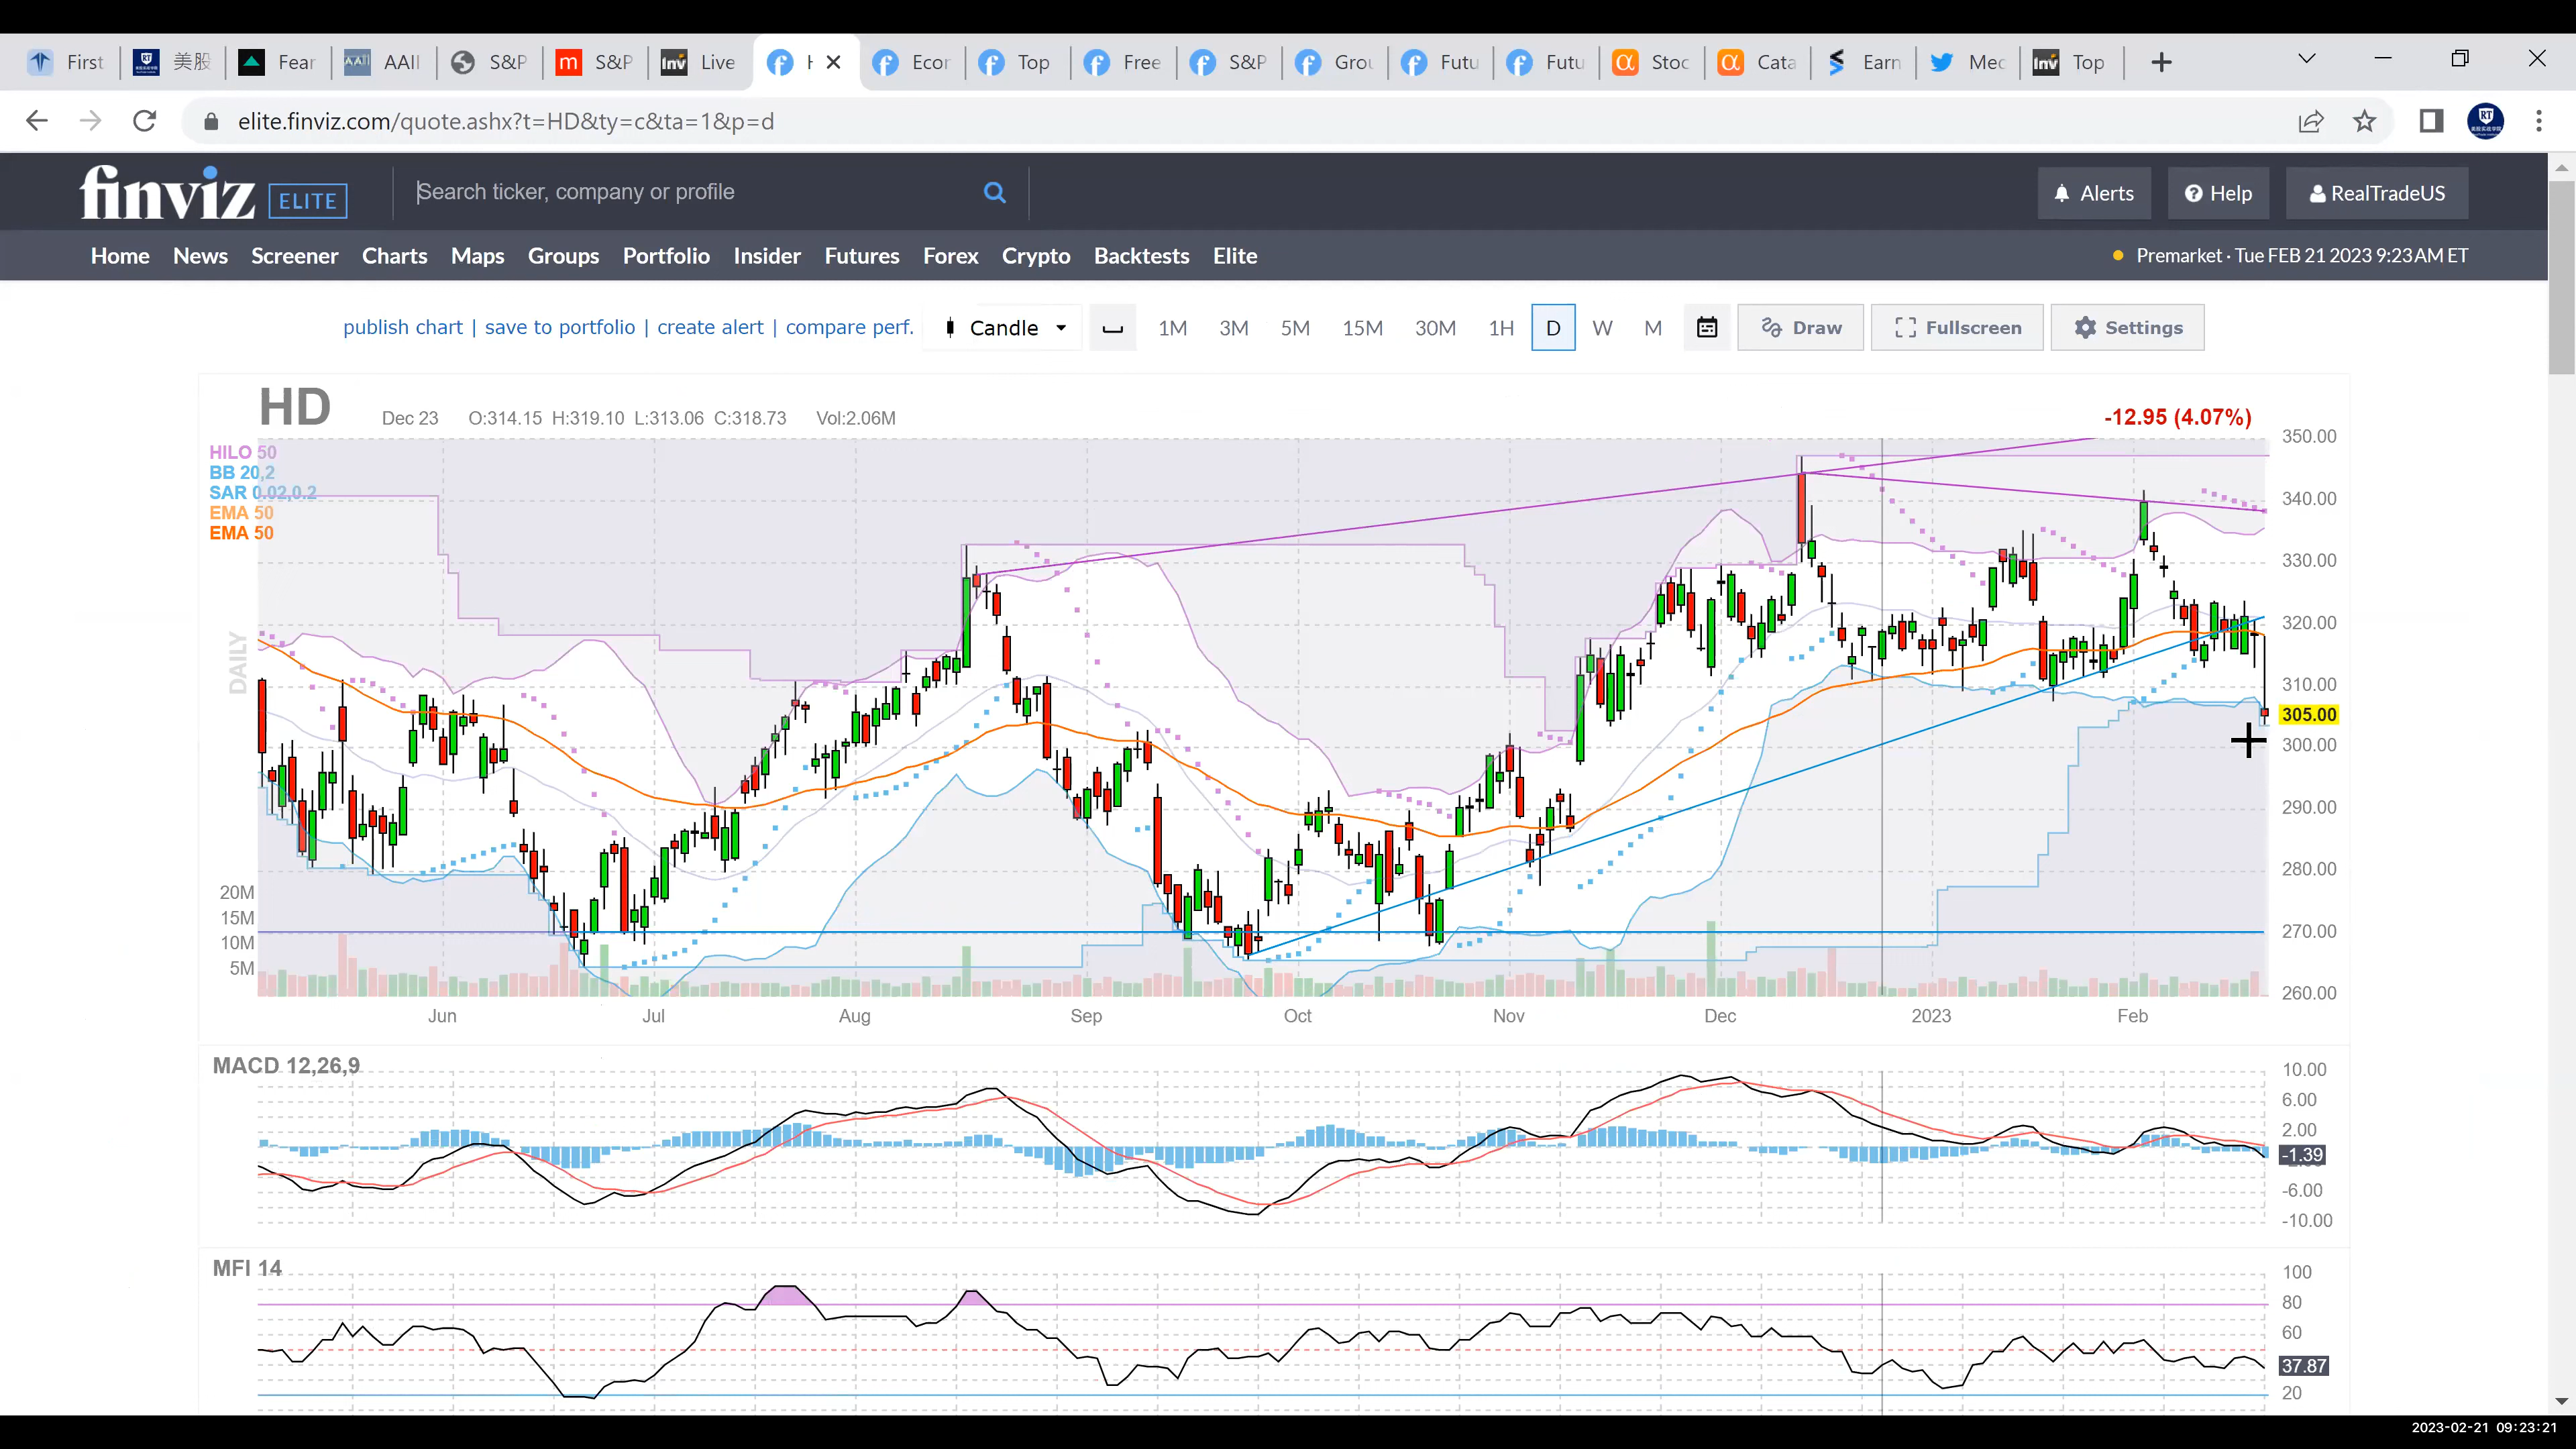 First 美股 Fear AAII S&P S&P Live Econ Top Free S&P Grou Futu Futu Stoc Cata Earn Med Top
elite.finviz.com/quote.ashx?t=HD&ty=c&ta=1&p=d
finviz ELITE Search ticker, company or profile Alerts Help RealTradeUS
Home News Screener Charts Maps Groups Portfolio Insider Futures Forex Crypto Backtests Elite Premarket · Tue FEB 21 2023 9:23AM ET
publish chart | save to portfolio | create alert | compare perf. Candle 1M 3M 5M 15M 30M 1H D W M Draw Fullscreen Settings
HD Dec 23 O:314.15 H:319.10 L:313.06 C:318.73 Vol:2.06M -12.95 (4.07%)
350.00
HILO 50
BB 20,2
SAR 0.02,0.2
340.00
EMA 50
EMA 50
330.00
320.00
DAILY
310.00
305.00
300.00
290.00
280.00
20M
15M
270.00
10M
5M
260.00
Jun Jul Aug Sep Oct Nov Dec 2023 Feb
MACD 12,26,9
10.00
6.00
2.00
-1.39
-6.00
-10.00
MFI 14
100
80
60
37.87
20
2023-02-21 09:23:21